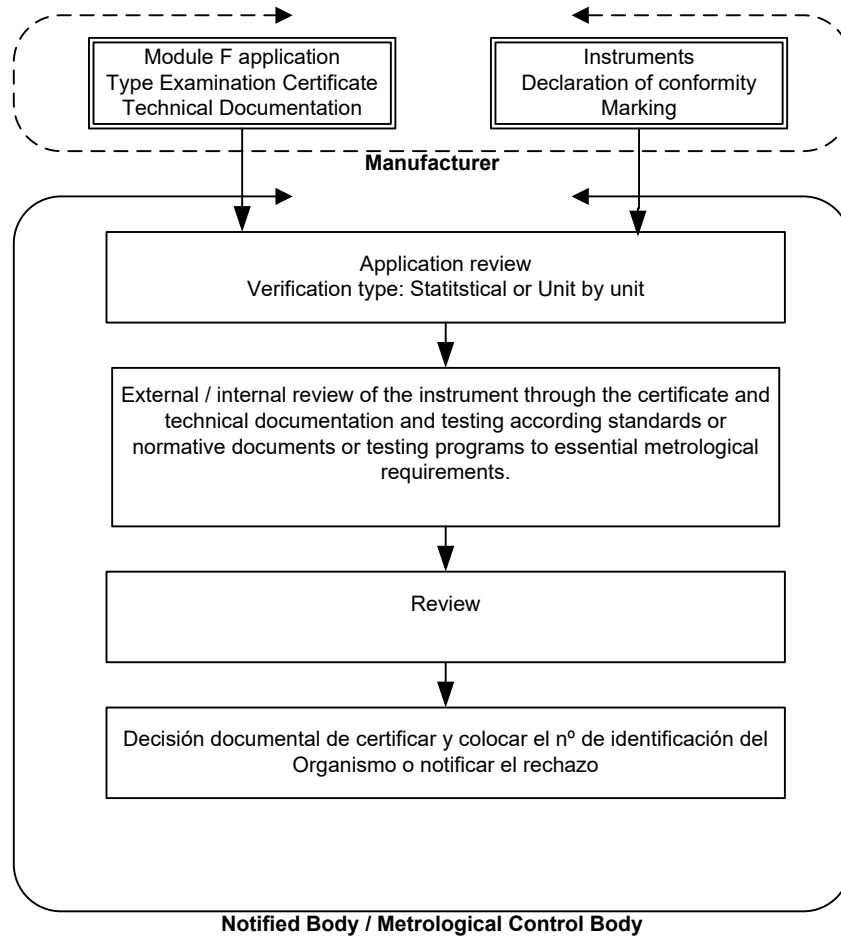 Module F application
Type Examination Certificate
Technical Documentation
Instruments
Declaration of conformity
Marking
Manufacturer
Application review
Verification type: Statitstical or Unit by unit
External / internal review of the instrument through the certificate and
technical documentation and testing according standards or
normative documents or testing programs to essential metrological
requirements.
Review
Decisión documental de certificar y colocar el nº de identificación del
Organismo o notificar el rechazo
Notified Body / Metrological Control Body